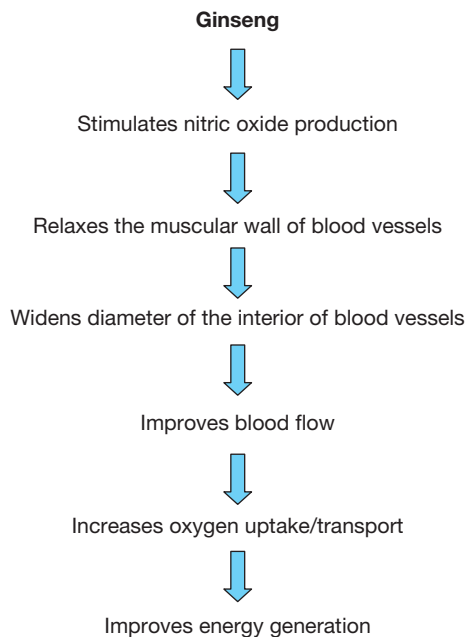 Ginseng
Stimulates nitric oxide production
Relaxes the muscular wall of blood vessels
Widens diameter of the interior of blood vessels
Improves blood flow
Increases oxygen uptake/transport
Improves energy generation